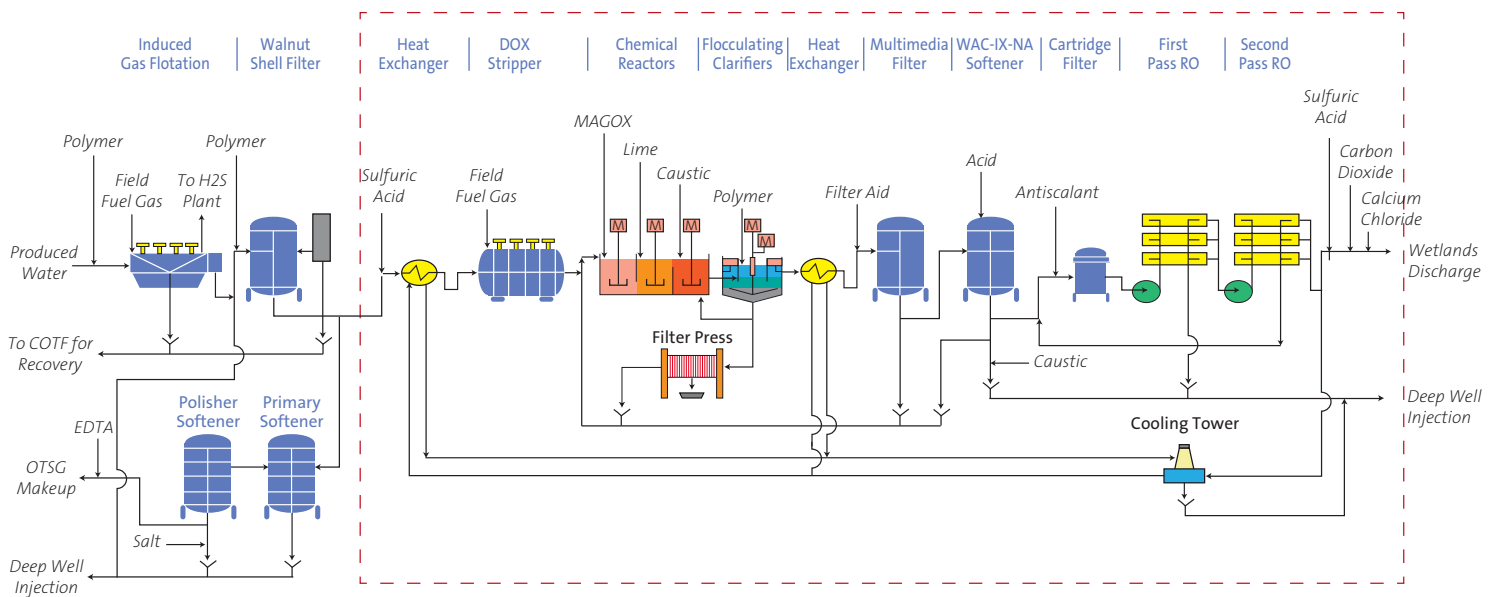 Induced
Gas Flotation
Walnut
Shell Filter
Heat
Exchanger
DOX
Stripper
Chemical
Reactors
Flocculating
Clarifiers
Heat
Exchanger
Multimedia
Filter
WAC-IX-NA
Softener
Cartridge
Filter
First
Pass RO
Second
Pass RO
Polymer
Field
Fuel Gas
To H2S
Plant
Polymer
Produced
Water
Sulfuric
Acid
Field
Fuel Gas
MAGOX
Lime
Caustic
Polymer
M
M
M
M
M
Filter Aid
Acid
Antiscalant
Sulfuric
Acid
Carbon
Dioxide
Calcium
Chloride
Wetlands
Discharge
To COTF for
Recovery
Filter Press
Caustic
Deep Well
Injection
Cooling Tower
Polisher
Softener
Primary
Softener
EDTA
OTSG
Makeup
Salt
Deep Well
Injection